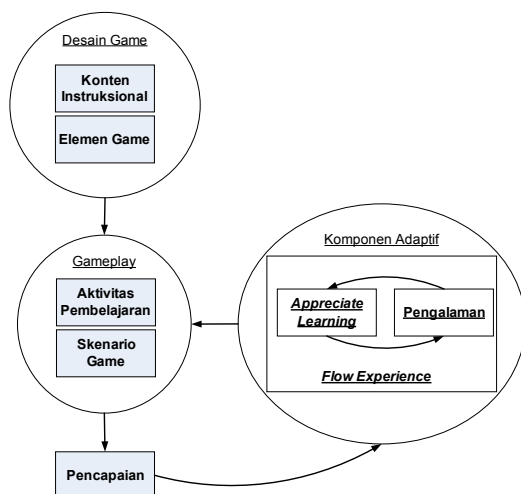 Desain Game
Konten
Instruksional
Elemen Game
Gameplay
Aktivitas
Pembelajaran
Skenario
Game
Pencapaian
Komponen Adaptif
Appreciate
Learning
Pengalaman
Flow Experience